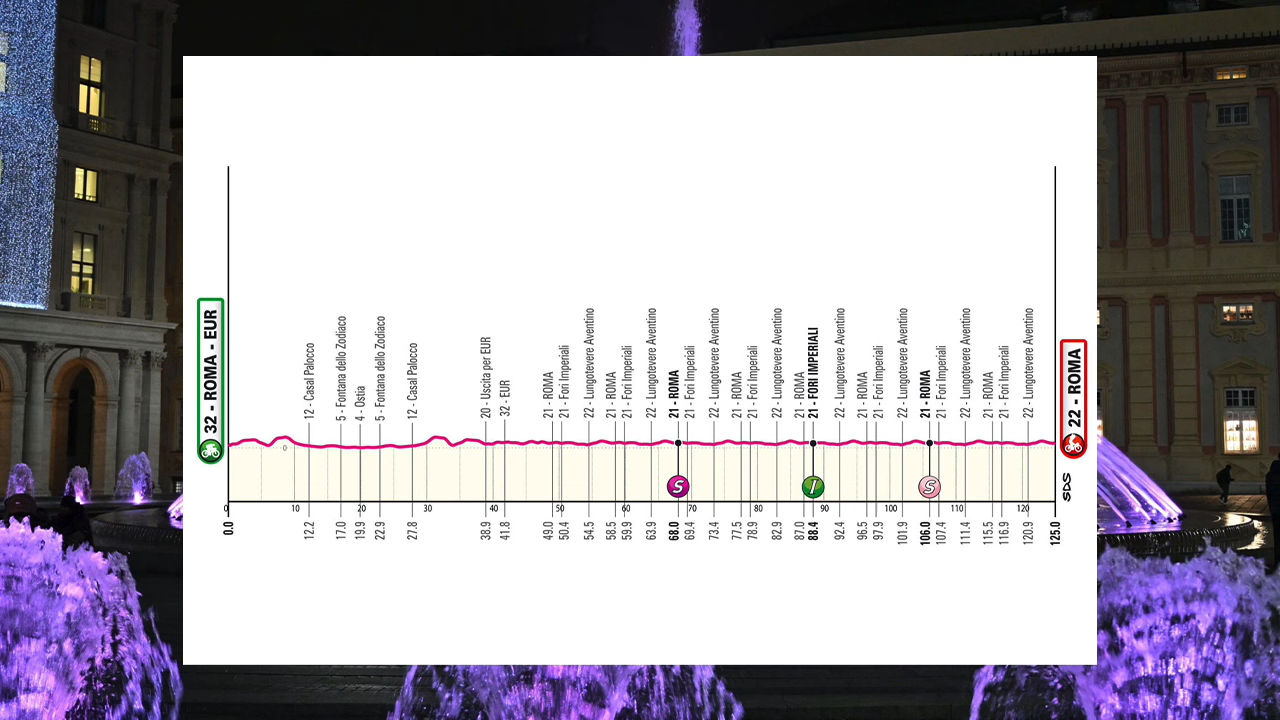 32 - ROMA - EUR
12 - Casal Palocco
5 - Fontana dello Zodiaco
4 - Ostia
5 - Fontana dello Zodiaco
12 - Casal Palocco
20 - Uscita per EUR
32 - EUR
21 - ROMA
21 - Fori Imperiali
22 - Lungotevere Aventino
21 - ROMA
21 - Fori Imperiali
22 - Lungotevere Aventino
21 - ROMA
21 - Fori Imperiali
22 - Lungotevere Aventino
21 - ROMA
21 - Fori Imperiali
22 - Lungotevere Aventino
21 - ROMA
21 - FORI IMPERIALI
22 - Lungotevere Aventino
21 - ROMA
21 - Fori Imperiali
22 - Lungotevere Aventino
21 - ROMA
21 - Fori Imperiali
22 - Lungotevere Aventino
21 - ROMA
21 - Fori Imperiali
22 - Lungotevere Aventino
22 - ROMA
0
S
I
S
SDS
0 10 20 30 40 50 60 70 80 90 100 110 120
0.0
12.2
17.0
19.9
22.9
27.8
38.9
41.8
49.0
50.4
54.5
58.5
59.9
63.9
68.0
69.4
73.4
77.5
78.9
82.9
87.0
88.4
92.4
96.5
97.9
101.9
106.0
107.4
111.4
115.5
116.9
120.9
125.0